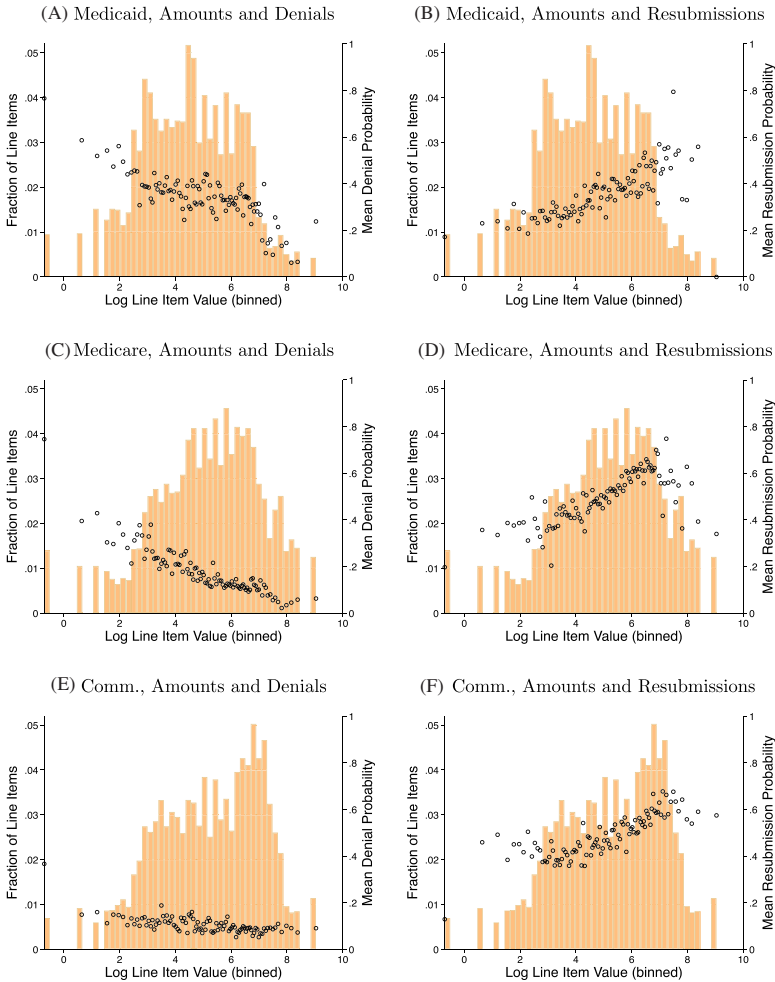 (A) Medicaid, Amounts and Denials
.05
.04
.03
.02
.01
0
Fraction of Line Items
1
.8
.6
.4
.2
0
Mean Denial Probability
0 2 4 6 8 10
Log Line Item Value (binned)
(B) Medicaid, Amounts and Resubmissions
.05
.04
.03
.02
.01
0
Fraction of Line Items
1
.8
.6
.4
.2
0
Mean Resubmission Probability
0 2 4 6 8 10
Log Line Item Value (binned)
(C) Medicare, Amounts and Denials
.05
.04
.03
.02
.01
0
Fraction of Line Items
1
.8
.6
.4
.2
0
Mean Denial Probability
0 2 4 6 8 10
Log Line Item Value (binned)
(D) Medicare, Amounts and Resubmissions
.05
.04
.03
.02
.01
0
Fraction of Line Items
1
.8
.6
.4
.2
0
Mean Resubmission Probability
0 2 4 6 8 10
Log Line Item Value (binned)
(E) Comm., Amounts and Denials
.05
.04
.03
.02
.01
0
Fraction of Line Items
1
.8
.6
.4
.2
0
Mean Denial Probability
0 2 4 6 8 10
Log Line Item Value (binned)
(F) Comm., Amounts and Resubmissions
.05
.04
.03
.02
.01
0
Fraction of Line Items
1
.8
.6
.4
.2
0
Mean Resubmission Probability
0 2 4 6 8 10
Log Line Item Value (binned)